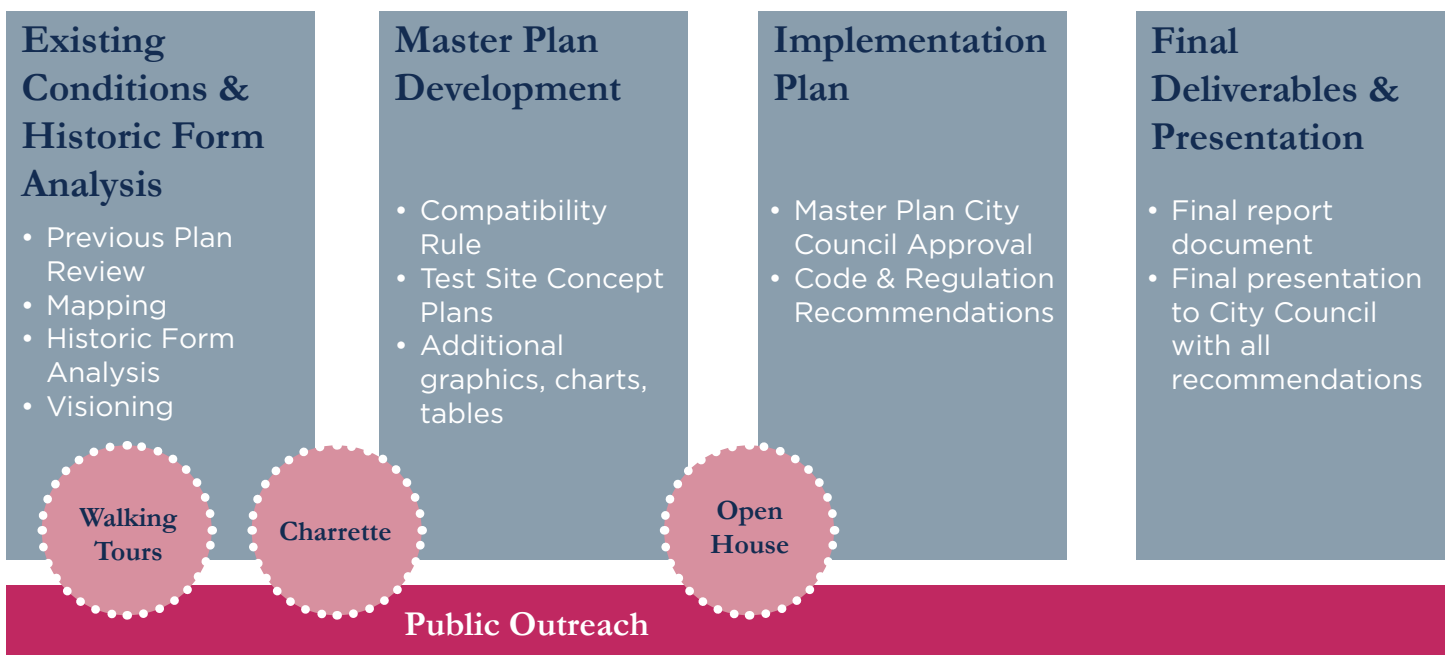 Existing
Conditions &
Historic Form
Analysis
• Previous Plan
Review
• Mapping
• Historic Form
Analysis
• Visioning
Master Plan
Development
• Compatibility
Rule
• Test Site Concept
Plans
• Additional
graphics, charts,
tables
Implementation
Plan
• Master Plan City
Council Approval
• Code & Regulation
Recommendations
Final
Deliverables &
Presentation
• Final report
document
• Final presentation
to City Council
with all
recommendations
Walking
Tours
Charrette
Open
House
Public Outreach